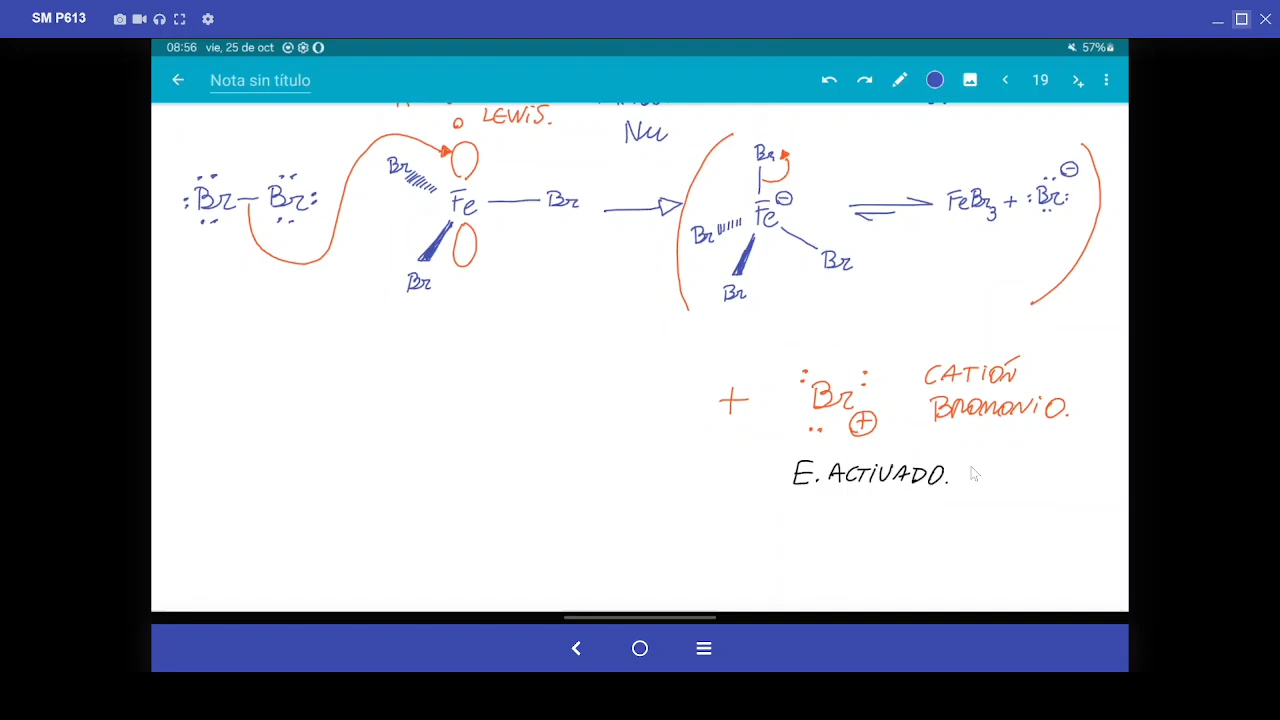 SM P613
08:56 vie, 25 de oct 57%
Nota sin título 19
LEWIS.
Nu
:Br—Br: Br Fe Br Br
Br Fe ⊖ Br Br Br
FeBr3 + :Br: ⊖
+ Br ⊕ CATIÓN
BROMONIO.
E. ACTIVADO.